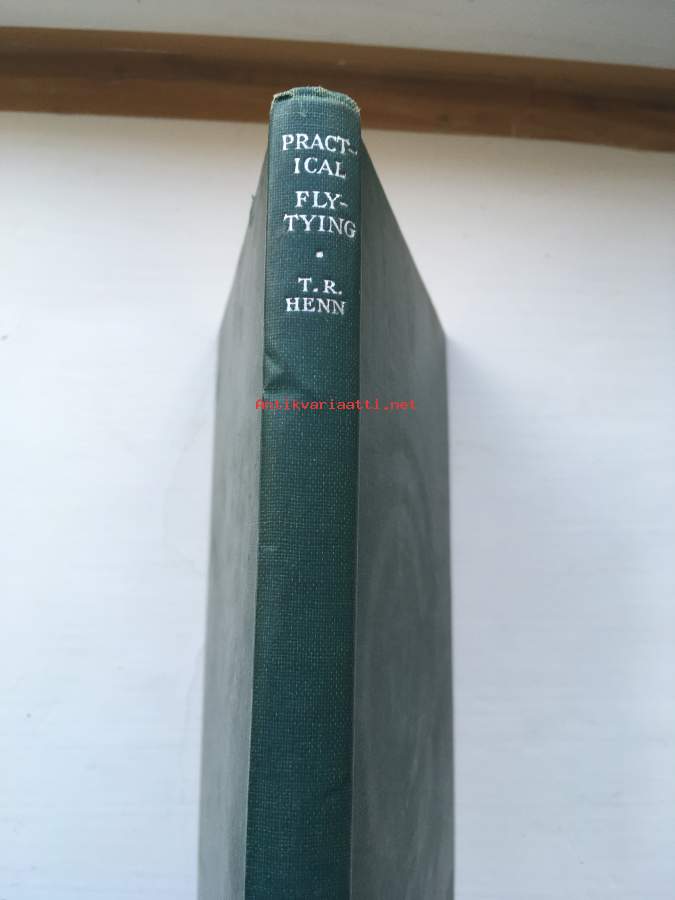 PRACT-
ICAL
FLY-
TYING
·
T.R.
HENN
Antikvariaatti.net